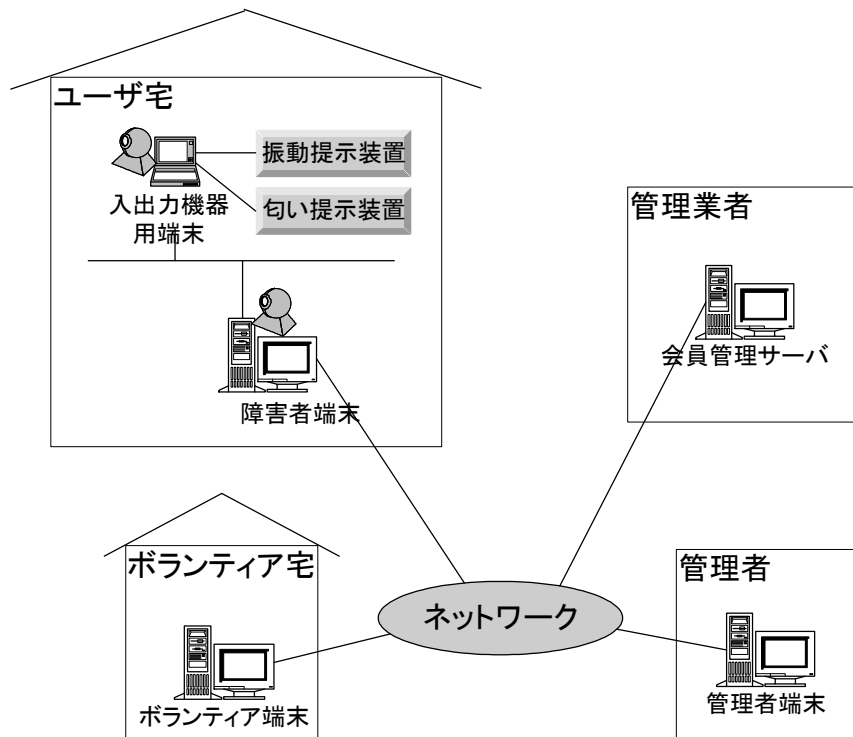 ユーザ宅
振動提示装置
匂い提示装置
入出力機器
用端末
障害者端末
管理業者
会員管理サーバ
ボランティア宅
ボランティア端末
ネットワーク
管理者
管理者端末